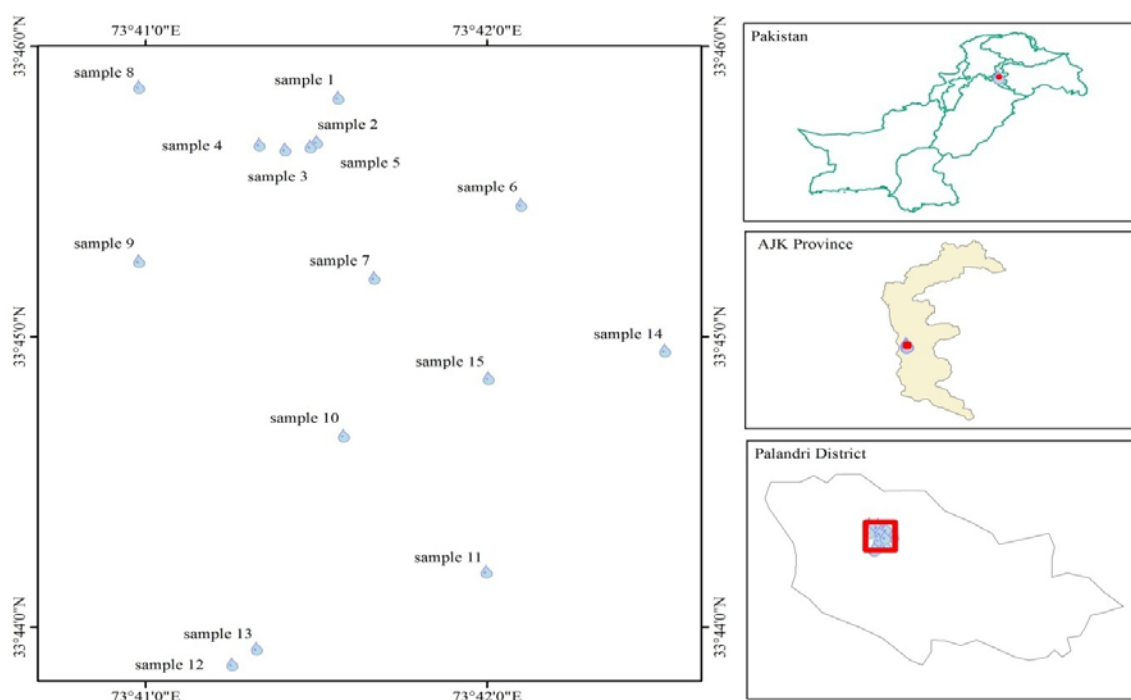 73°41'0"E
73°42'0"E
33°46'0"N
33°46'0"N
Pakistan
sample 8
sample 1
sample 2
sample 4
sample 5
sample 3
sample 6
sample 9
sample 7
AJK Province
33°45'0"N
33°45'0"N
sample 14
sample 15
sample 10
Palandri District
sample 11
33°44'0"N
33°44'0"N
sample 13
sample 12
73°41'0"E
73°42'0"E